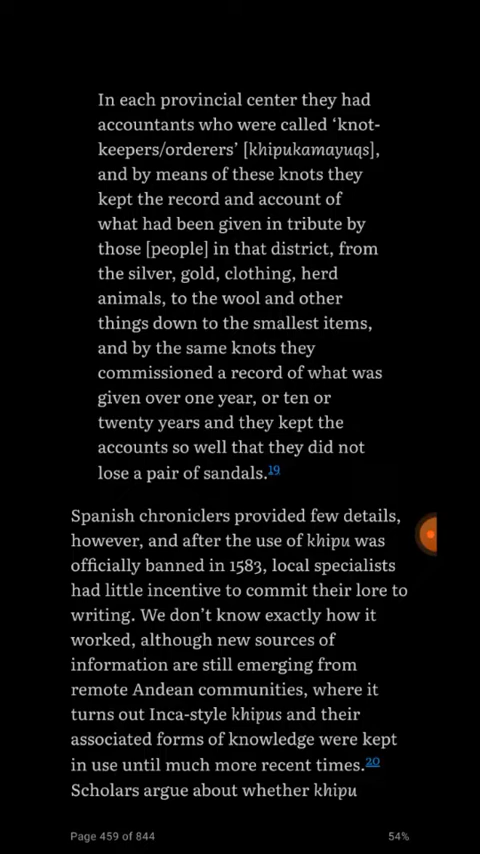 In each provincial center they had
accountants who were called ‘knot-
keepers/orderers’ [khipukamayuqs],
and by means of these knots they
kept the record and account of
what had been given in tribute by
those [people] in that district, from
the silver, gold, clothing, herd
animals, to the wool and other
things down to the smallest items,
and by the same knots they
commissioned a record of what was
given over one year, or ten or
twenty years and they kept the
accounts so well that they did not
lose a pair of sandals.19
Spanish chroniclers provided few details,
however, and after the use of khipu was
officially banned in 1583, local specialists
had little incentive to commit their lore to
writing. We don’t know exactly how it
worked, although new sources of
information are still emerging from
remote Andean communities, where it
turns out Inca-style khipus and their
associated forms of knowledge were kept
in use until much more recent times.20
Scholars argue about whether khipu
Page 459 of 844 54%